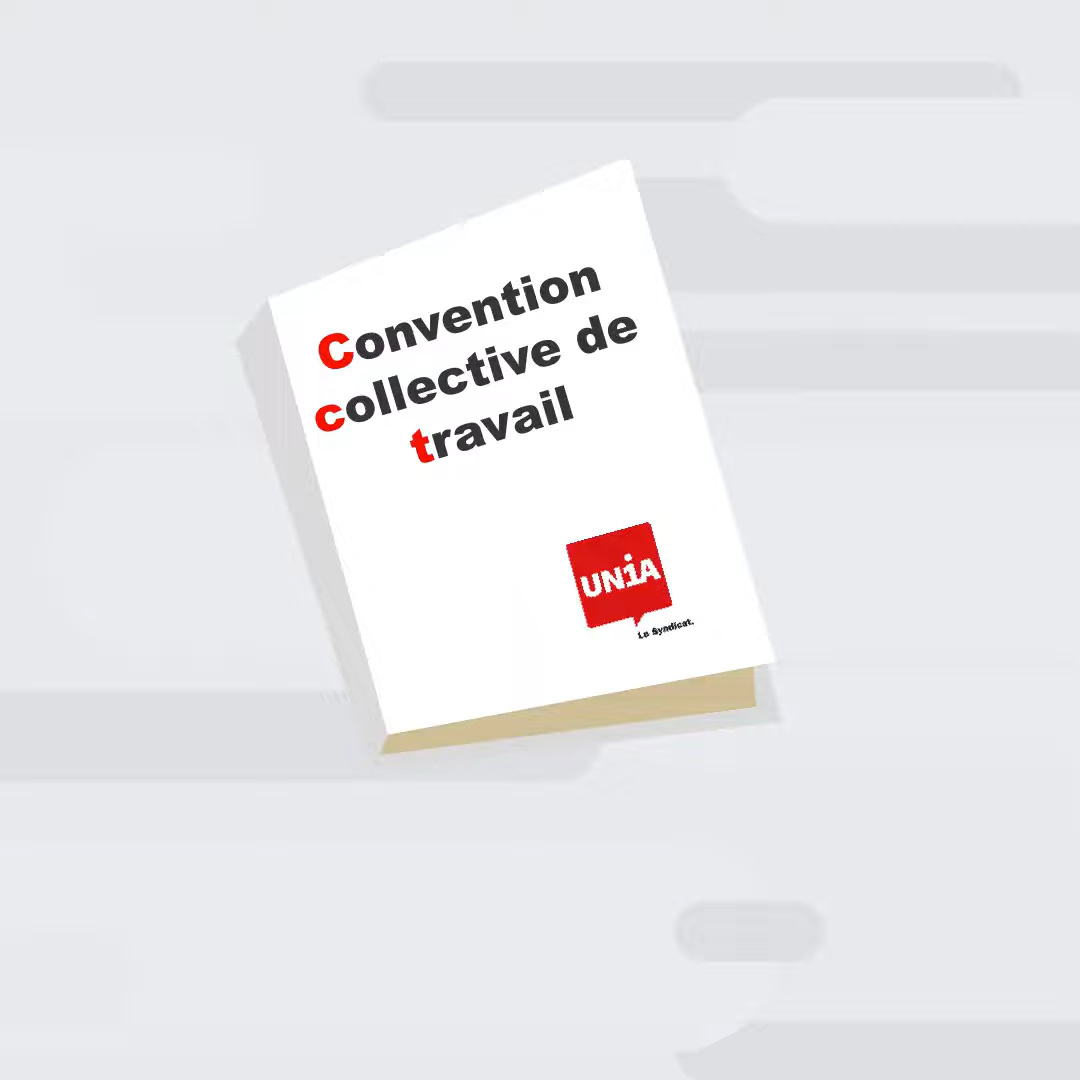 Convention
collective de
travail
UNiA
Le Syndicat.